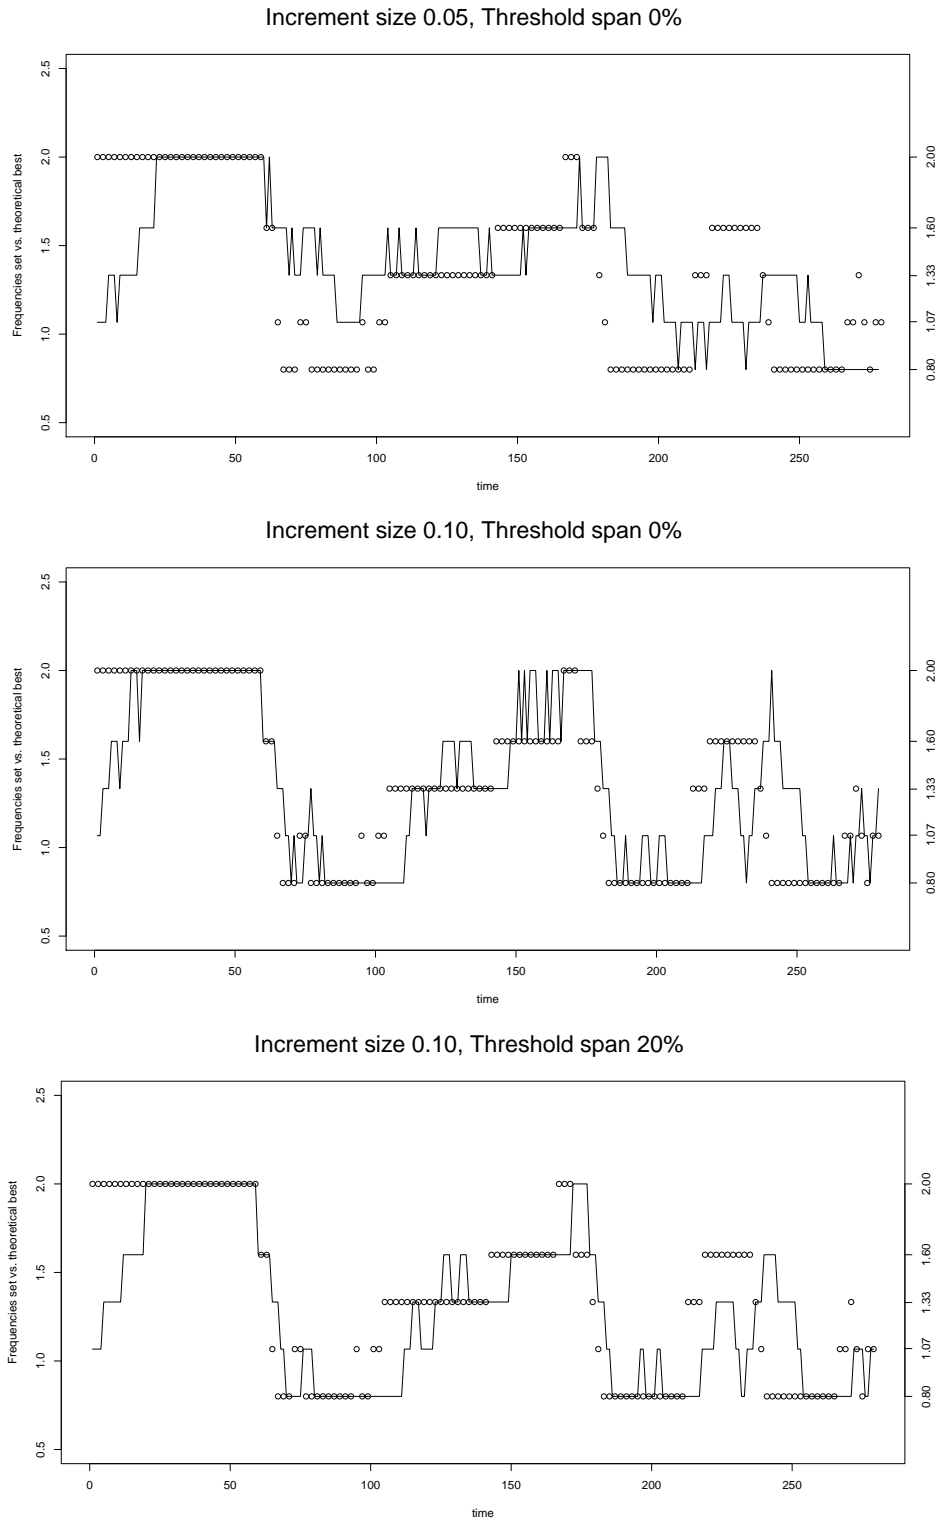 Increment size 0.05, Threshold span 0%
Frequencies set vs. theoretical best
2.5
2.0
1.5
1.0
0.5
2.00
1.60
1.33
1.07
0.80
0 50 100 150 200 250
time
Increment size 0.10, Threshold span 0%
Frequencies set vs. theoretical best
2.5
2.0
1.5
1.0
0.5
2.00
1.60
1.33
1.07
0.80
0 50 100 150 200 250
time
Increment size 0.10, Threshold span 20%
Frequencies set vs. theoretical best
2.5
2.0
1.5
1.0
0.5
2.00
1.60
1.33
1.07
0.80
0 50 100 150 200 250
time